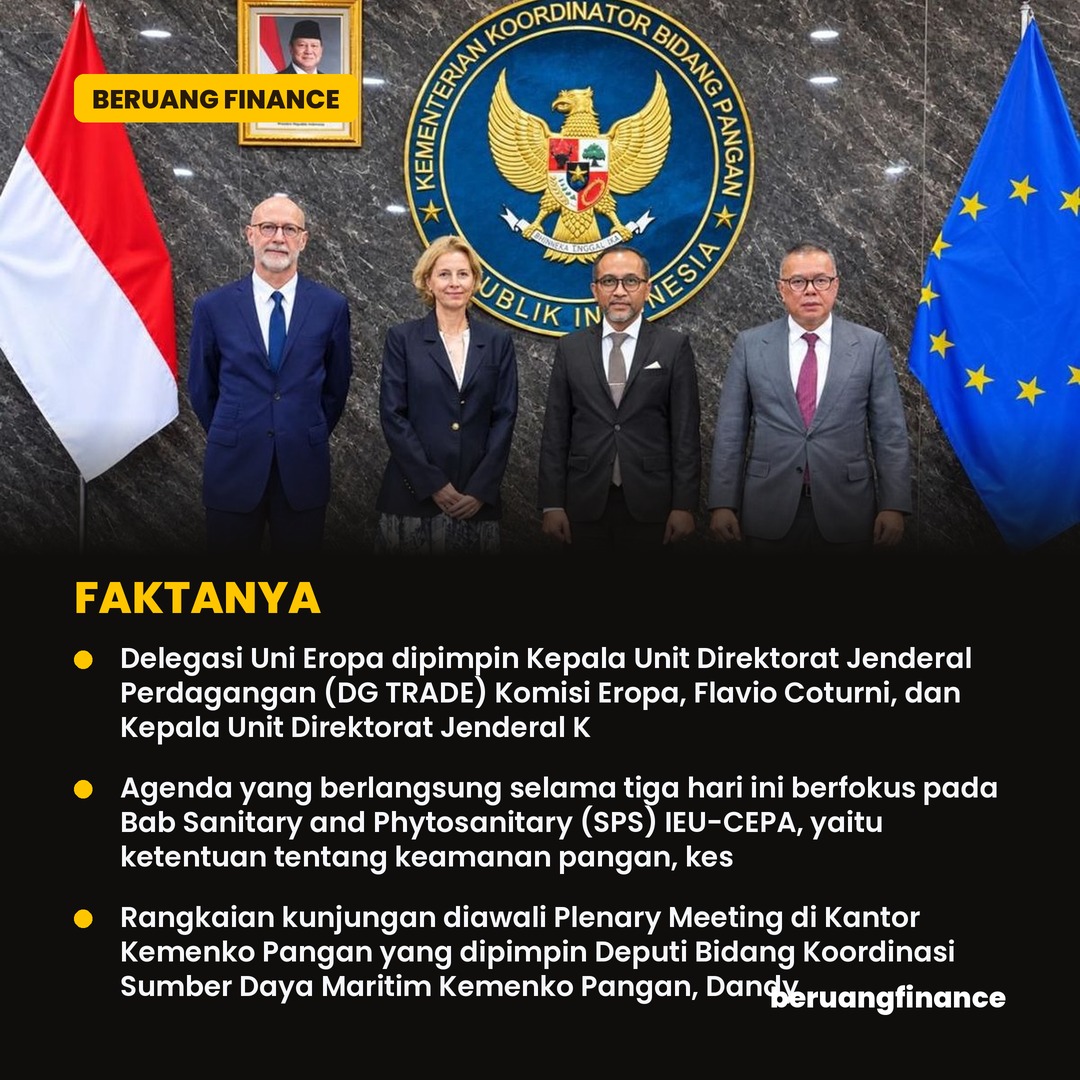 KEMENTERIAN KOORDINATOR BIDANG PANGAN
BERUANG FINANCE
BHINNEKA TUNGGAL IKA
UBLIK IN NESIA
FAKTANYA
Delegasi Uni Eropa dipimpin Kepala Unit Direktorat Jenderal
Perdagangan (DG TRADE) Komisi Eropa, Flavio Coturni, dan
Kepala Unit Direktorat Jenderal K
Agenda yang berlangsung selama tiga hari ini berfokus pada
Bab Sanitary and Phytosanitary (SPS) IEU-CEPA, yaitu
ketentuan tentang keamanan pangan, kes
Rangkaian kunjungan diawali Plenary Meeting di Kantor
Kemenko Pangan yang dipimpin Deputi Bidang Koordinasi
Sumber Daya Maritim Kemenko Pangan, Dandy
beruangfinance